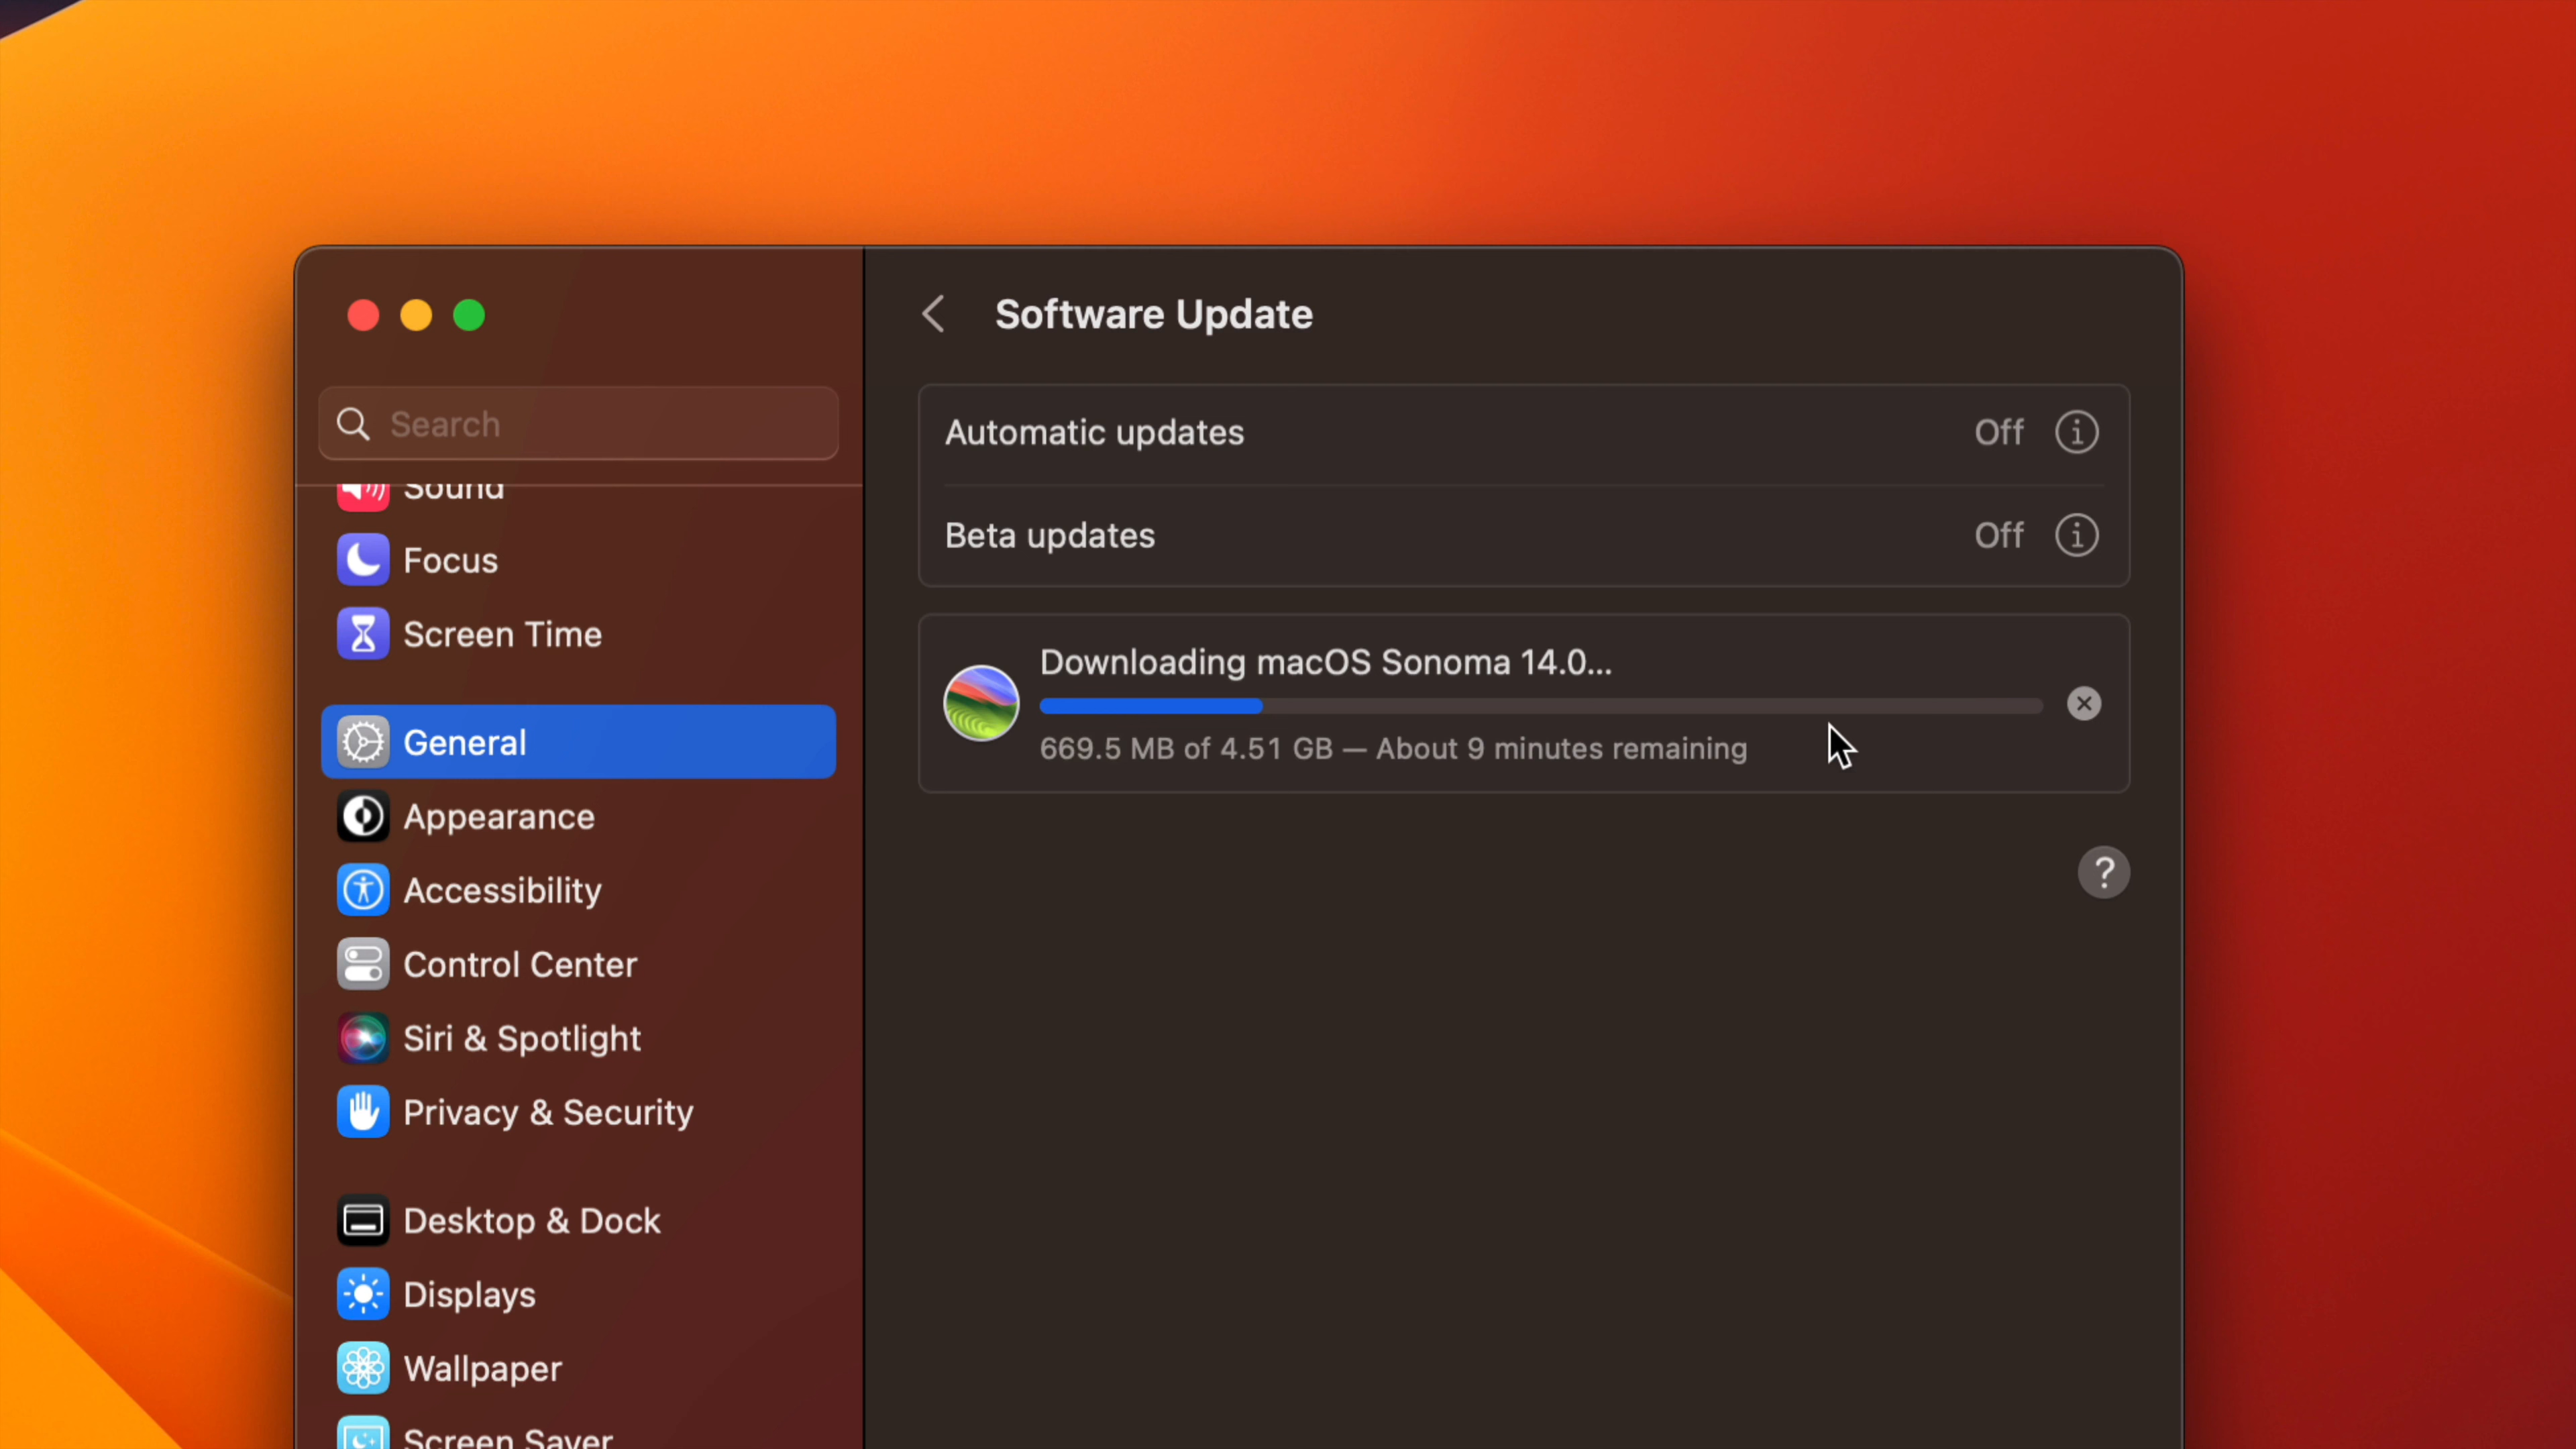 Search
Sound
Focus
Screen Time
General
Appearance
Accessibility
Control Center
Siri & Spotlight
Privacy & Security
Desktop & Dock
Displays
Wallpaper
Screen Saver
Software Update
Automatic updates Off
Beta updates Off
Downloading macOS Sonoma 14.0...
669.5 MB of 4.51 GB — About 9 minutes remaining
?